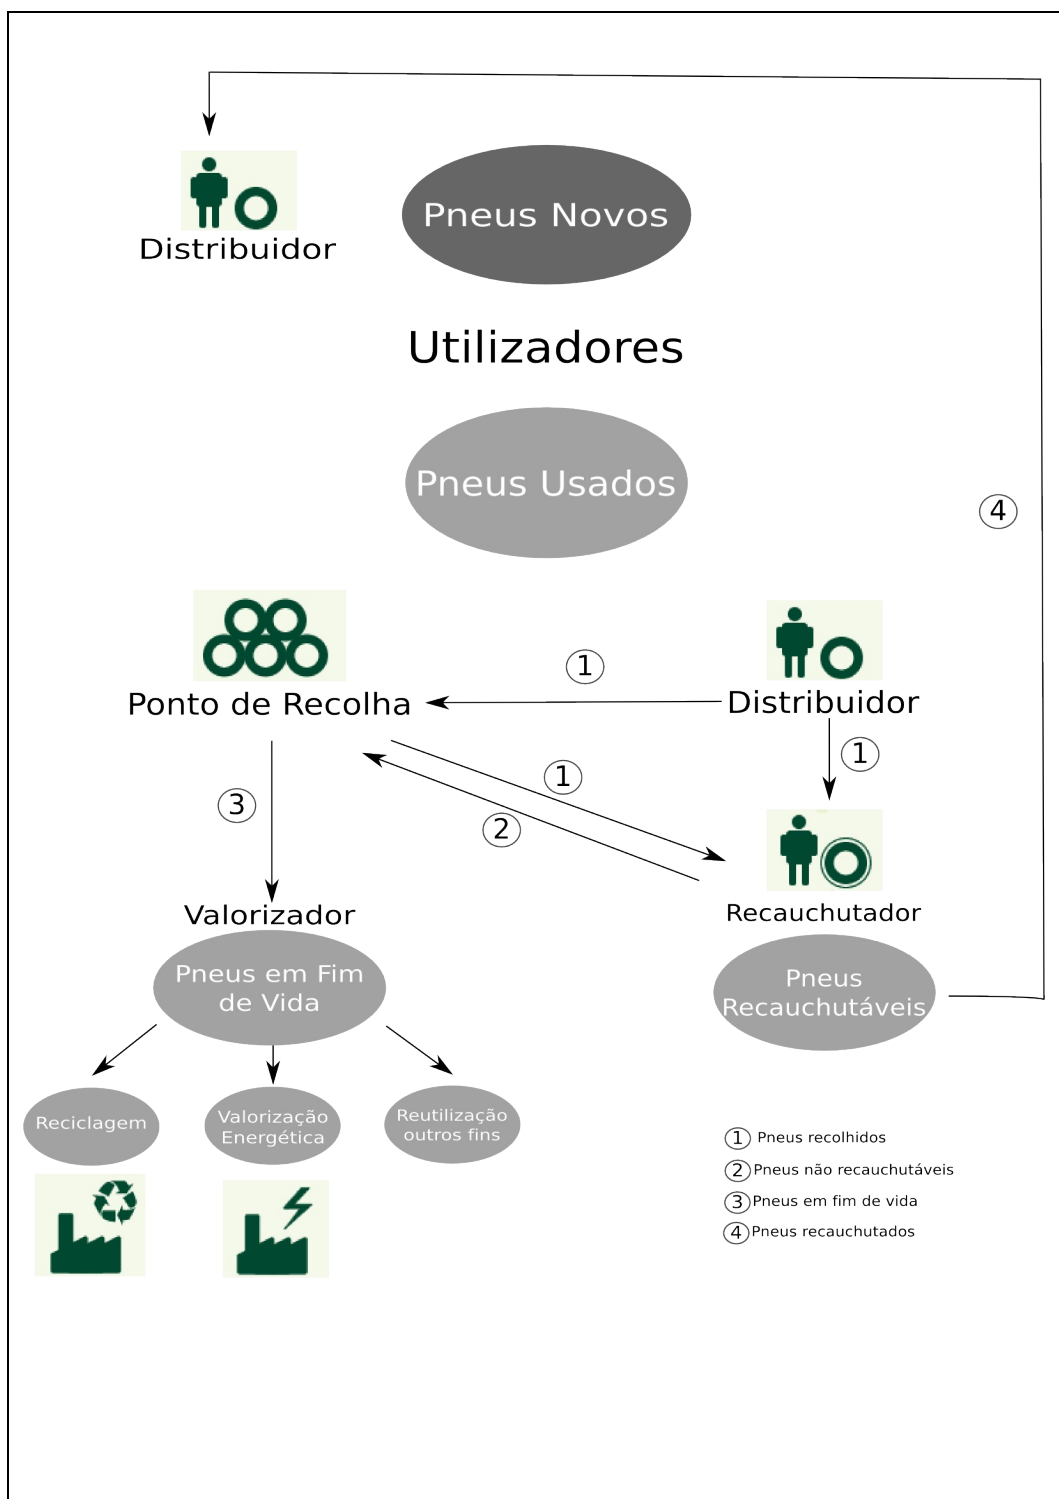 Pneus Novos
Distribuidor
Utilizadores
Pneus Usados
4
1
Ponto de Recolha
Distribuidor
1
1
3
2
Valorizador
Recauchutador
Pneus em Fim
de Vida
Pneus
Recauchutáveis
Reciclagem
Valorização
Energética
Reutilização
outros fins
1 Pneus recolhidos
2 Pneus não recauchutáveis
3 Pneus em fim de vida
4 Pneus recauchutados